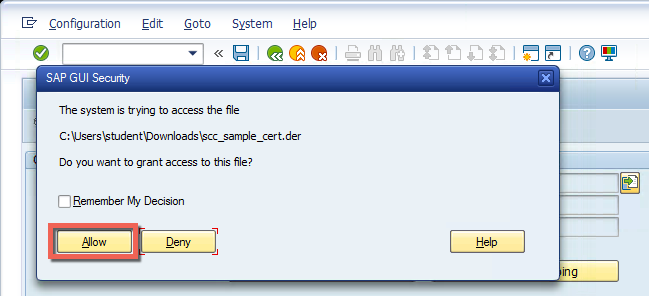 Configuration Edit Goto System Help
SAP GUI Security
The system is trying to access the file
C:\Users\student\Downloads\scc_sample_cert.der
Do you want to grant access to this file?
Remember My Decision
Allow Deny Help